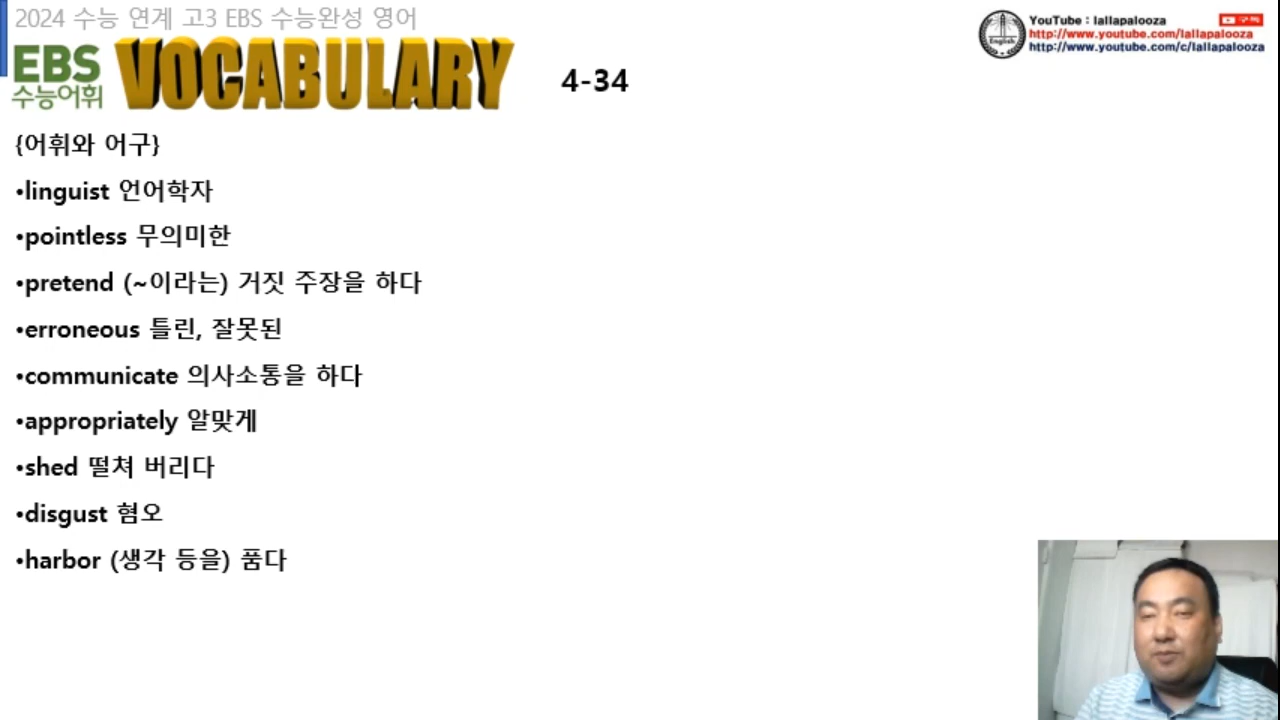 2024 수능 연계 고3 EBS 수능완성 영어
EBS
수능어휘
VOCABULARY
4-34
YouTube : lallapalooza
구독
http://www.youtube.com/lallapalooza
http://www.youtube.com/c/lallapalooza
English
{어휘와 어구}
•linguist 언어학자
•pointless 무의미한
•pretend (~이라는) 거짓 주장을 하다
•erroneous 틀린, 잘못된
•communicate 의사소통을 하다
•appropriately 알맞게
•shed 떨쳐 버리다
•disgust 혐오
•harbor (생각 등을) 품다